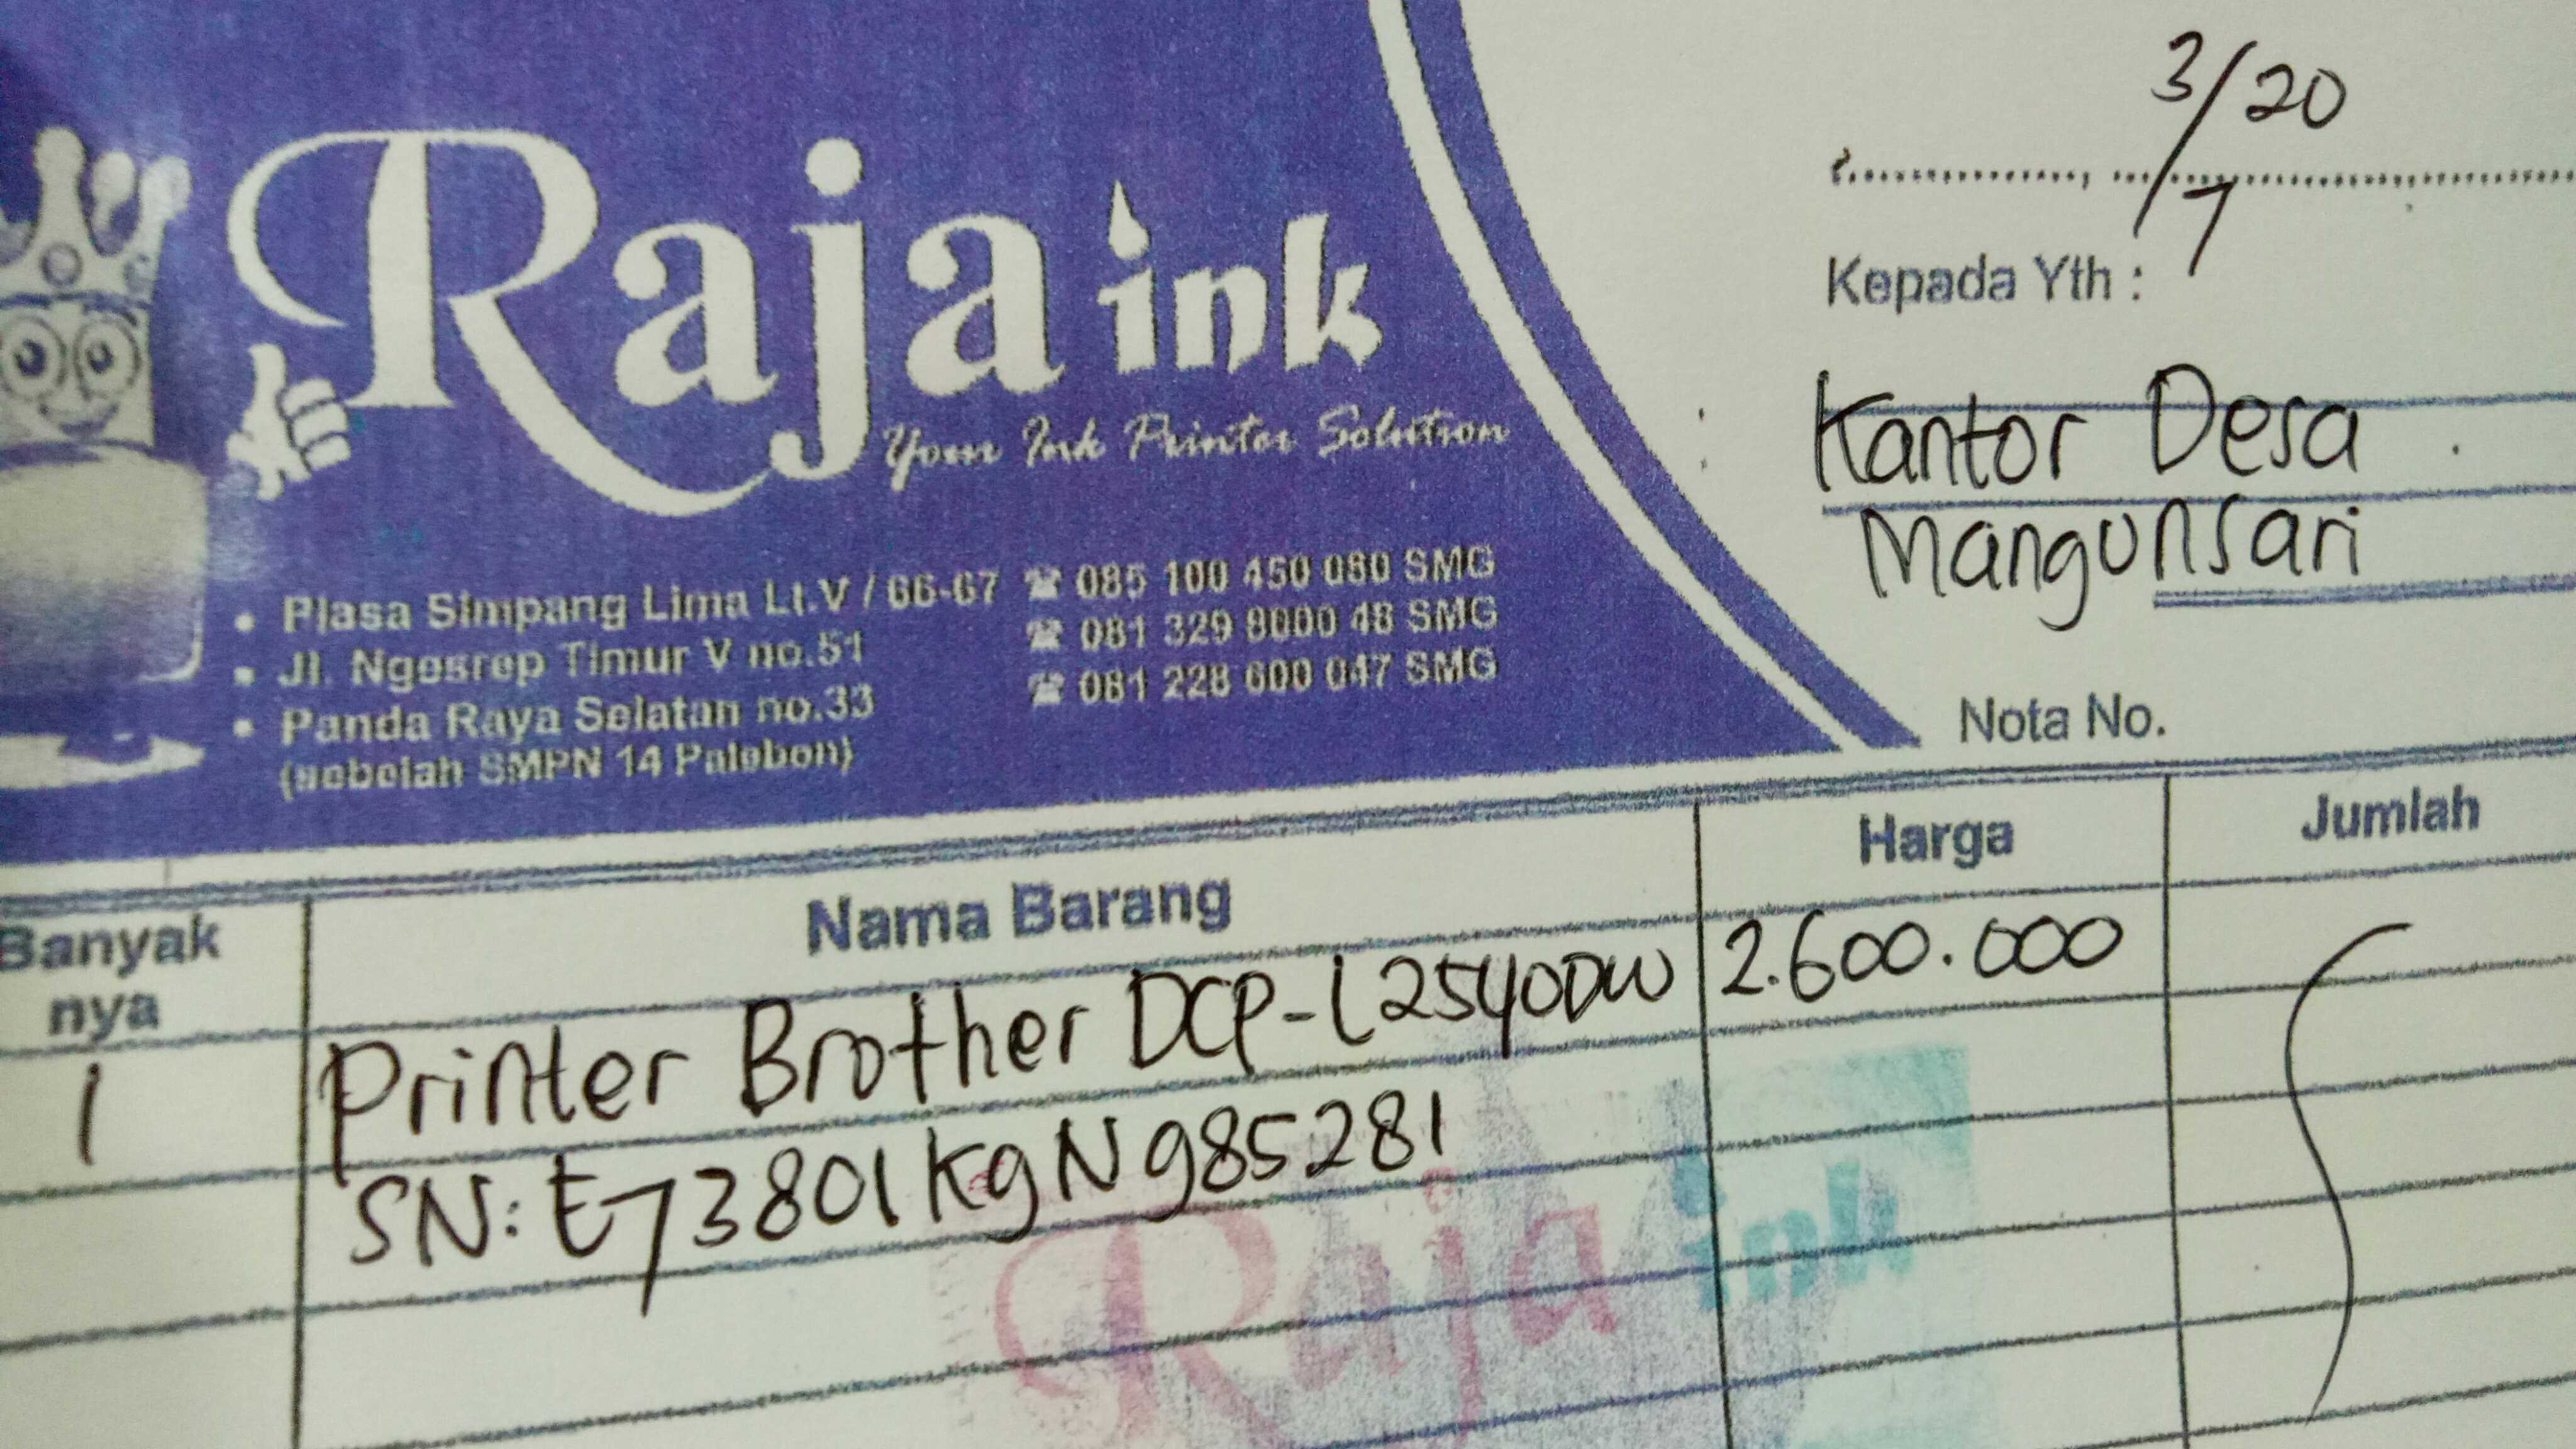 Raja ink
Your Ink Printer Solution
• Plasa Simpang Lima Lt.V / 66-67 ☎ 085 100 450 080 SMG
• Jl. Ngesrep Timur V no.51 ☎ 081 329 8000 48 SMG
• Panda Raya Selatan no.33 ☎ 081 228 600 047 SMG
(sebelah SMPN 14 Palebon)
3/7 20
Kepada Yth :
Kantor Desa
Mangunsari
Nota No.
Banyak nya Nama Barang Harga Jumlah
1 Printer Brother DCP-L2540DW 2.600.000
SN: E73801K9N985281
Raja ink